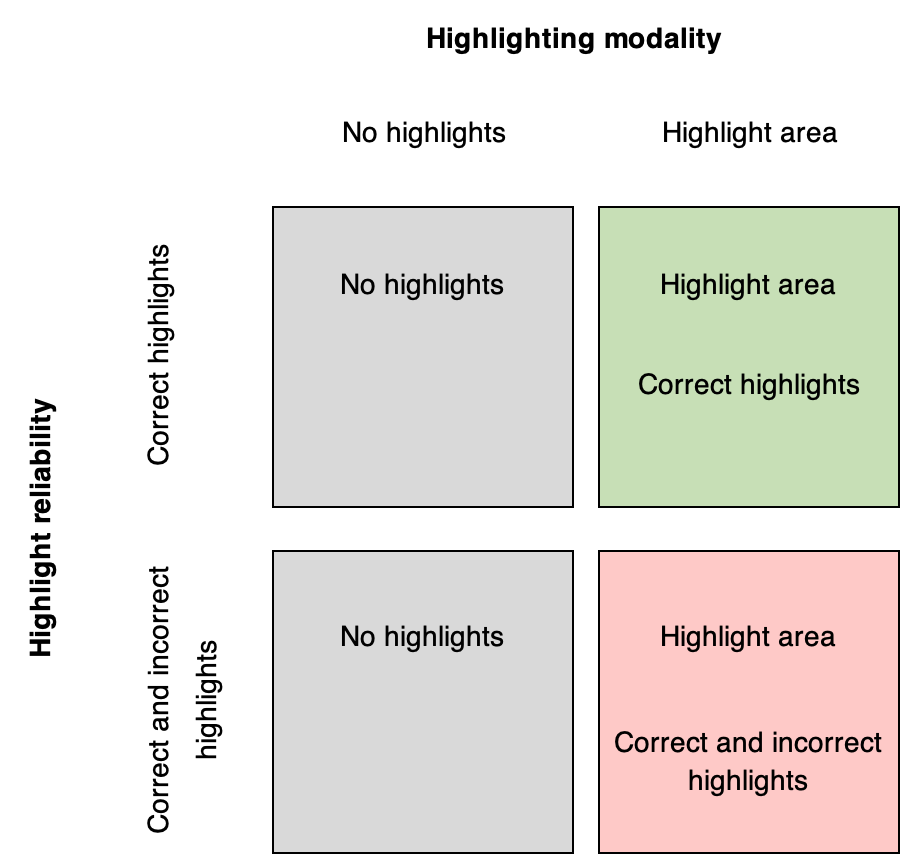 Highlighting modality
No highlights
Highlight area
Highlight reliability
Correct highlights
No highlights
Highlight area
Correct highlights
Correct and incorrect
highlights
No highlights
Highlight area
Correct and incorrect
highlights